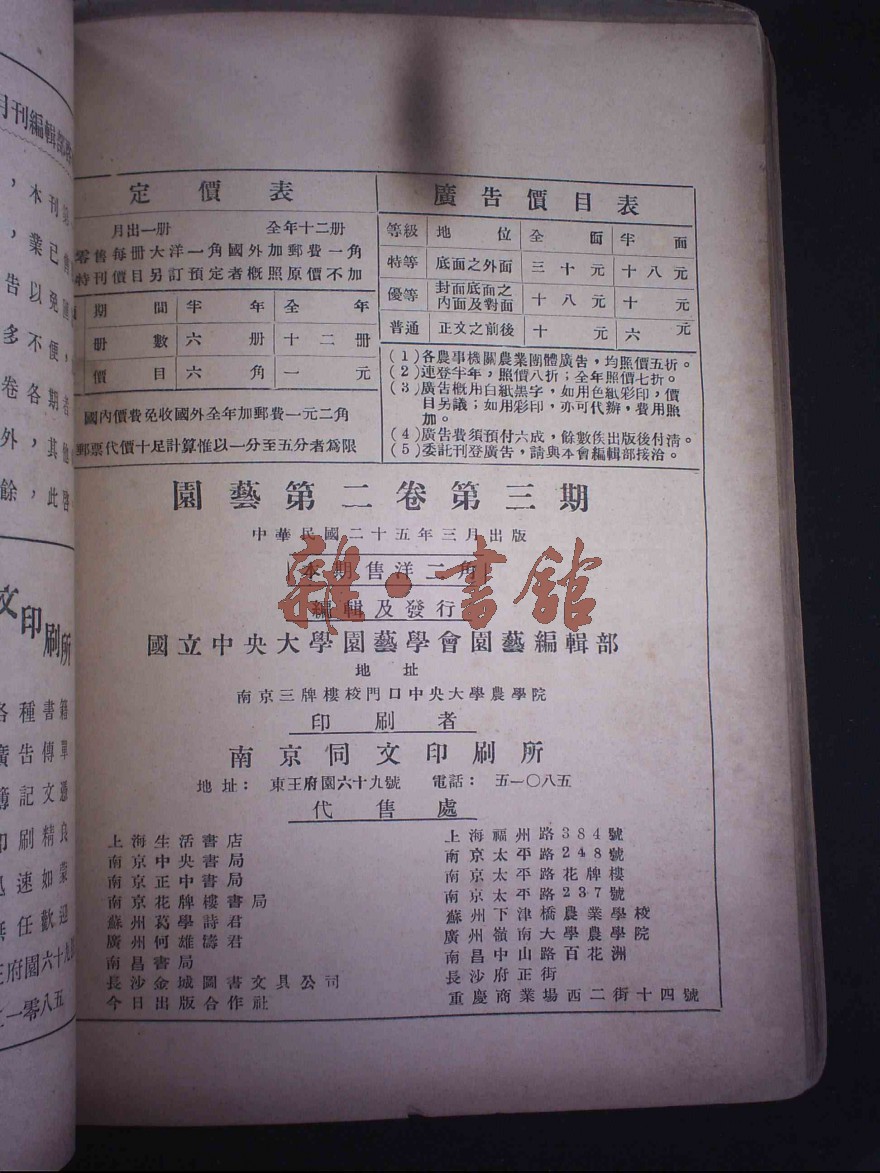 定價表
月出一册 全年十二册
零售每册大洋一角國外加郵費一角
特刊價目另訂預定者概照原價不加
期間 半年 全年
册數 六册 十二册
價目 六角 一元
國內郵費免收國外全年加郵費一元二角
郵票代價十足計算惟以一分至五分者爲限
廣告價目表
等級 地位 全面 半面
特等 底面之外面 三十元 十八元
優等 封面底面之內面及對面 十八元 十元
普通 正文之前後 十元 六元
(1)各農事機關農業團體廣告，均照價五折。
(2)連登半年，照價八折；全年照價七折。
(3)廣告概用白紙黑字，如用色紙彩印，價
目另議；如用彩印，亦可代辦，費用照
加。
(4)廣告費須預付六成，餘數俟出版後付清。
(5)委託刊登廣告，請與本會編輯部接洽。
園藝第二卷第三期
中華民國二十五年三月出版
本期售洋二角
編輯及發行
國立中央大學園藝學會園藝編輯部
地址
南京三牌樓校門口中央大學農學院
印刷者
南京同文印刷所
地址：東王府園六十九號 電話：五一〇八五
代售處
上海生活書店 上海福州路384號
南京中央書局 南京太平路248號
南京正中書局 南京太平路花牌樓
南京花牌樓書局 南京太平路237號
蘇州葛學詩君 蘇州下津橋農業學校
廣州何雄濤君 廣州嶺南大學農學院
南昌書局 南昌中山路百花洲
長沙金城圖書文具公司 長沙府正街
今日出版合作社 重慶商業場西二街十四號
雜·書館
月刊編輯部
文印刷所
各種書籍
廣告傳單
簿記文憑
印刷精良
迅速如蒙
無任歡迎
王府園六十九
五一零八五